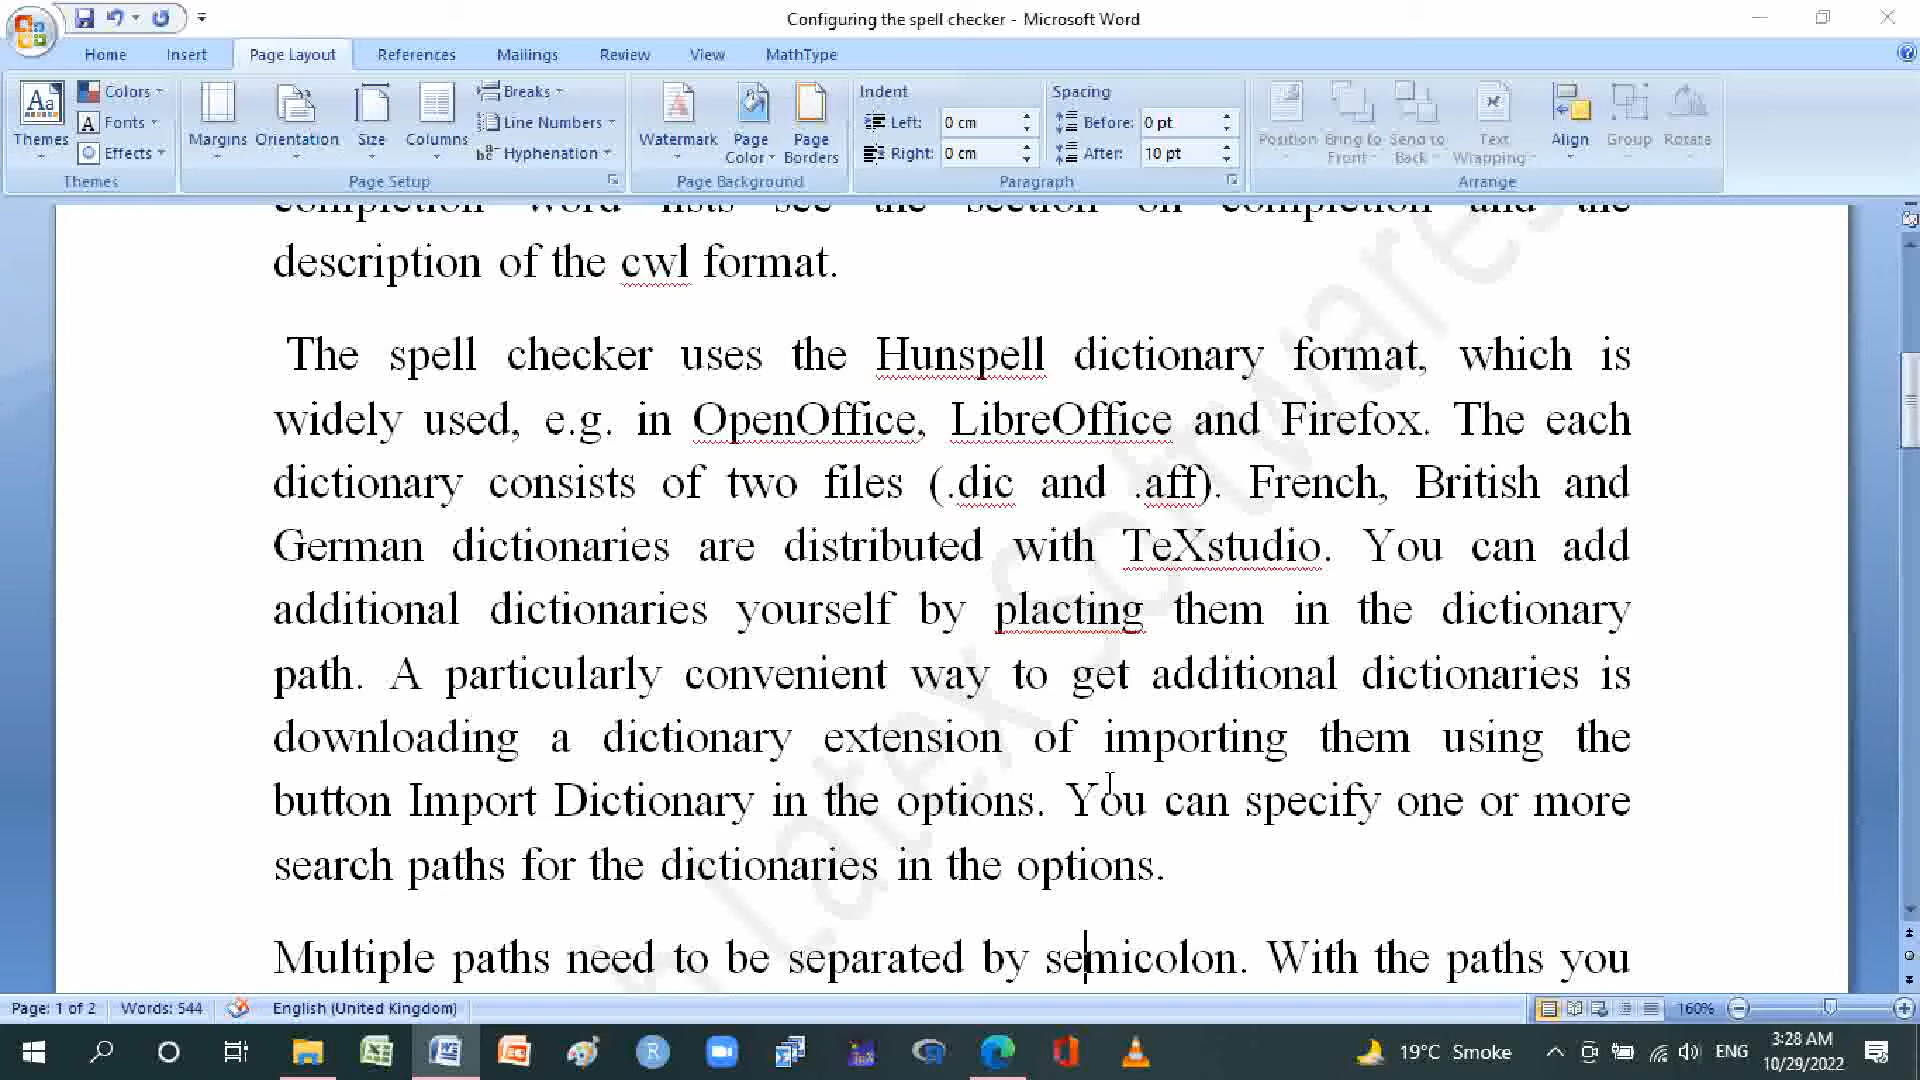 Configuring the spell checker - Microsoft Word
Home Insert Page Layout References Mailings Review View MathType
Themes
Colors
Fonts
Effects
Themes
Margins Orientation Size Columns
Breaks
Line Numbers
Hyphenation
Page Setup
Watermark Page Color Page Borders
Page Background
Indent
Left: 0 cm
Right: 0 cm
Spacing
Before: 0 pt
After: 10 pt
Paragraph
Position Bring to Front Send to Back Text Wrapping Align Group Rotate
Arrange
completion word lists see the section on completion and the
description of the cwl format.
The spell checker uses the Hunspell dictionary format, which is
widely used, e.g. in OpenOffice, LibreOffice and Firefox. The each
dictionary consists of two files (.dic and .aff). French, British and
German dictionaries are distributed with TeXstudio. You can add
additional dictionaries yourself by placting them in the dictionary
path. A particularly convenient way to get additional dictionaries is
downloading a dictionary extension of importing them using the
button Import Dictionary in the options. You can specify one or more
search paths for the dictionaries in the options.
Multiple paths need to be separated by semicolon. With the paths you
Latex Softwares
Page: 1 of 2 Words: 544 English (United Kingdom) 160%
19°C Smoke ENG
3:28 AM
10/29/2022